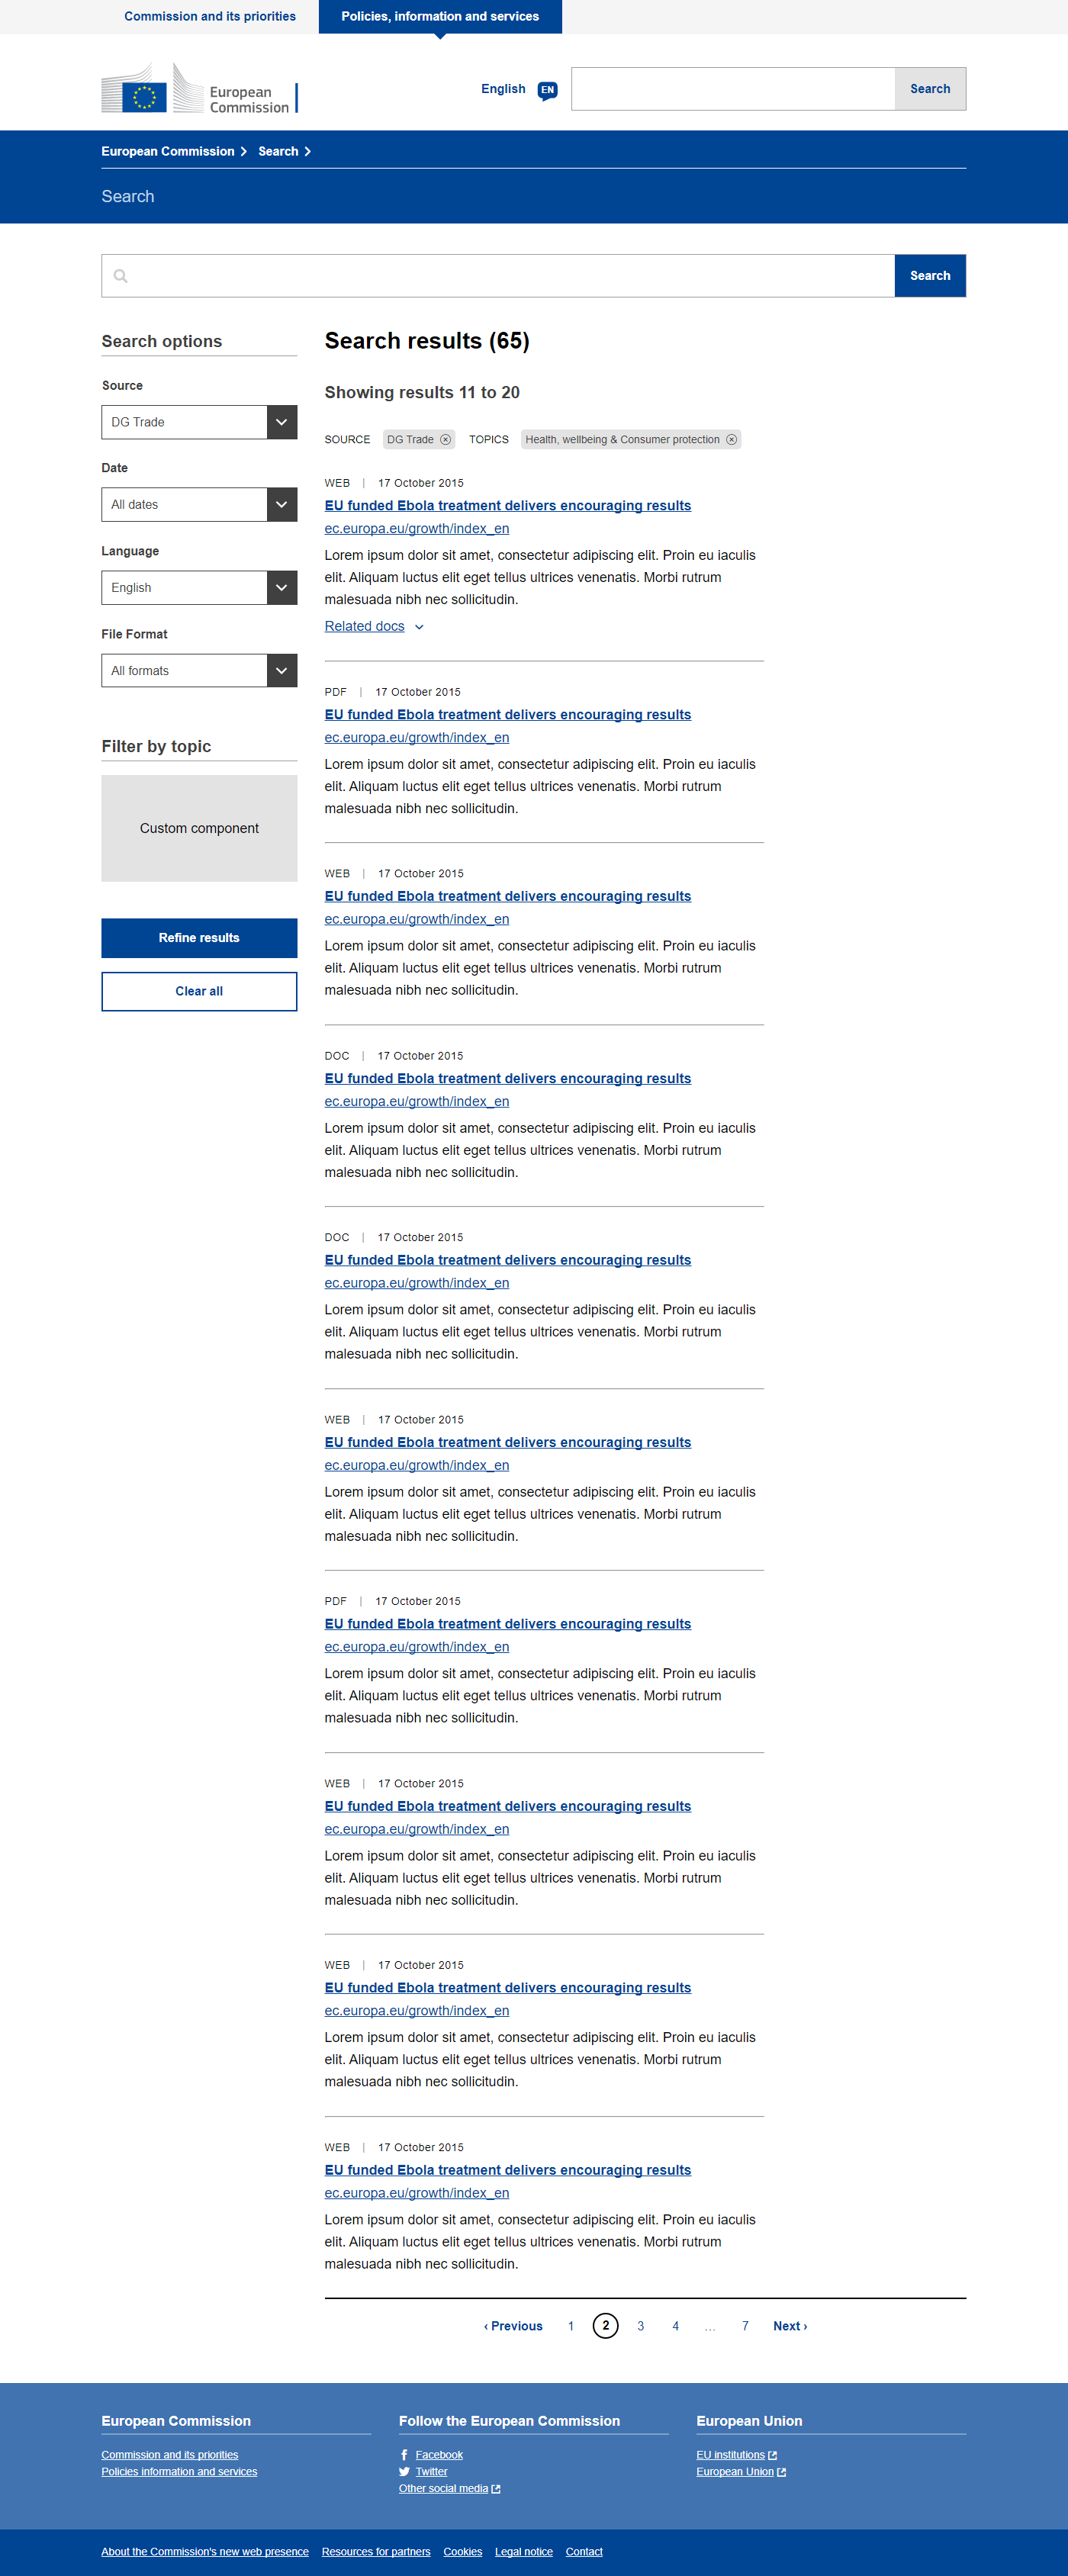 Commission and its priorities
Policies, information and services
European
Commission
English
EN
Search
European Commission
Search
Search
Search
Search options
Source
DG Trade
Date
All dates
Language
English
File Format
All formats
Filter by topic
Custom component
Refine results
Clear all
Search results (65)
Showing results 11 to 20
SOURCE DG Trade TOPICS Health, wellbeing & Consumer protection
WEB | 17 October 2015
EU funded Ebola treatment delivers encouraging results
ec.europa.eu/growth/index_en
Lorem ipsum dolor sit amet, consectetur adipiscing elit. Proin eu iaculis
elit. Aliquam luctus elit eget tellus ultrices venenatis. Morbi rutrum
malesuada nibh nec sollicitudin.
Related docs
PDF | 17 October 2015
EU funded Ebola treatment delivers encouraging results
ec.europa.eu/growth/index_en
Lorem ipsum dolor sit amet, consectetur adipiscing elit. Proin eu iaculis
elit. Aliquam luctus elit eget tellus ultrices venenatis. Morbi rutrum
malesuada nibh nec sollicitudin.
WEB | 17 October 2015
EU funded Ebola treatment delivers encouraging results
ec.europa.eu/growth/index_en
Lorem ipsum dolor sit amet, consectetur adipiscing elit. Proin eu iaculis
elit. Aliquam luctus elit eget tellus ultrices venenatis. Morbi rutrum
malesuada nibh nec sollicitudin.
DOC | 17 October 2015
EU funded Ebola treatment delivers encouraging results
ec.europa.eu/growth/index_en
Lorem ipsum dolor sit amet, consectetur adipiscing elit. Proin eu iaculis
elit. Aliquam luctus elit eget tellus ultrices venenatis. Morbi rutrum
malesuada nibh nec sollicitudin.
DOC | 17 October 2015
EU funded Ebola treatment delivers encouraging results
ec.europa.eu/growth/index_en
Lorem ipsum dolor sit amet, consectetur adipiscing elit. Proin eu iaculis
elit. Aliquam luctus elit eget tellus ultrices venenatis. Morbi rutrum
malesuada nibh nec sollicitudin.
WEB | 17 October 2015
EU funded Ebola treatment delivers encouraging results
ec.europa.eu/growth/index_en
Lorem ipsum dolor sit amet, consectetur adipiscing elit. Proin eu iaculis
elit. Aliquam luctus elit eget tellus ultrices venenatis. Morbi rutrum
malesuada nibh nec sollicitudin.
PDF | 17 October 2015
EU funded Ebola treatment delivers encouraging results
ec.europa.eu/growth/index_en
Lorem ipsum dolor sit amet, consectetur adipiscing elit. Proin eu iaculis
elit. Aliquam luctus elit eget tellus ultrices venenatis. Morbi rutrum
malesuada nibh nec sollicitudin.
WEB | 17 October 2015
EU funded Ebola treatment delivers encouraging results
ec.europa.eu/growth/index_en
Lorem ipsum dolor sit amet, consectetur adipiscing elit. Proin eu iaculis
elit. Aliquam luctus elit eget tellus ultrices venenatis. Morbi rutrum
malesuada nibh nec sollicitudin.
WEB | 17 October 2015
EU funded Ebola treatment delivers encouraging results
ec.europa.eu/growth/index_en
Lorem ipsum dolor sit amet, consectetur adipiscing elit. Proin eu iaculis
elit. Aliquam luctus elit eget tellus ultrices venenatis. Morbi rutrum
malesuada nibh nec sollicitudin.
WEB | 17 October 2015
EU funded Ebola treatment delivers encouraging results
ec.europa.eu/growth/index_en
Lorem ipsum dolor sit amet, consectetur adipiscing elit. Proin eu iaculis
elit. Aliquam luctus elit eget tellus ultrices venenatis. Morbi rutrum
malesuada nibh nec sollicitudin.
‹ Previous 1 2 3 4 ... 7 Next ›
European Commission
Commission and its priorities
Policies information and services
Follow the European Commission
Facebook
Twitter
Other social media
European Union
EU institutions
European Union
About the Commission's new web presence Resources for partners Cookies Legal notice Contact